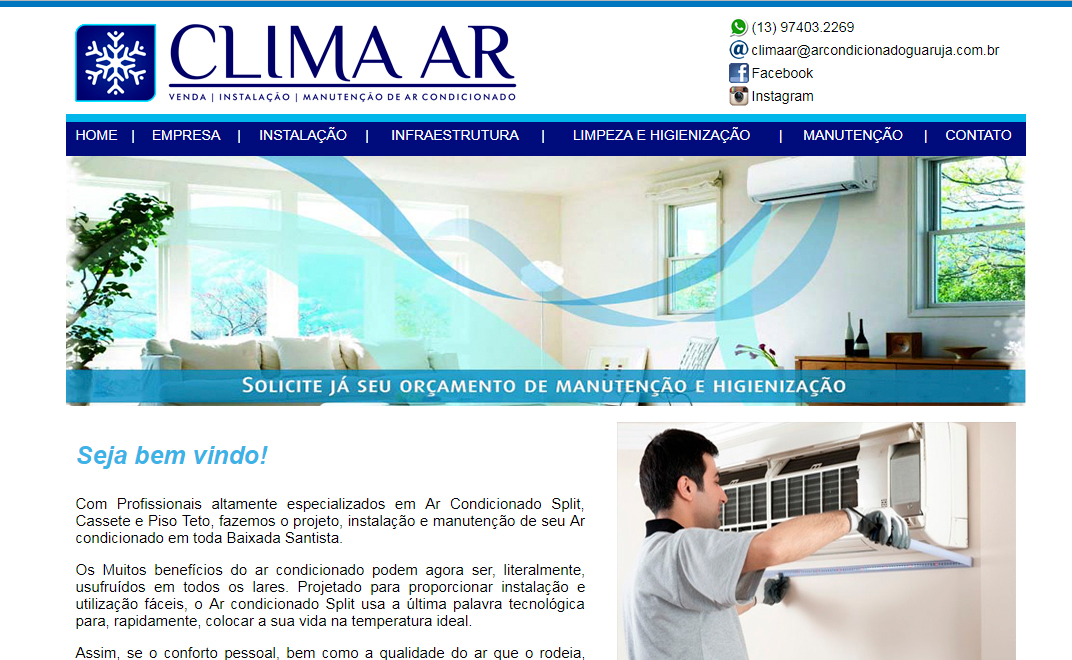 CLIMA AR
VENDA | INSTALAÇÃO | MANUTENÇÃO DE AR CONDICIONADO
(13) 97403.2269
climaar@arcondicionadoguaruja.com.br
Facebook
Instagram
HOME | EMPRESA | INSTALAÇÃO | INFRAESTRUTURA | LIMPEZA E HIGIENIZAÇÃO | MANUTENÇÃO | CONTATO
SOLICITE JÁ SEU ORÇAMENTO DE MANUTENÇÃO E HIGIENIZAÇÃO
Seja bem vindo!
Com Profissionais altamente especializados em Ar Condicionado Split,
Cassete e Piso Teto, fazemos o projeto, instalação e manutenção de seu Ar
condicionado em toda Baixada Santista.
Os Muitos benefícios do ar condicionado podem agora ser, literalmente,
usufruídos em todos os lares. Projetado para proporcionar instalação e
utilização fáceis, o Ar condicionado Split usa a última palavra tecnológica
para, rapidamente, colocar a sua vida na temperatura ideal.
Assim, se o conforto pessoal, bem como a qualidade do ar que o rodeia,